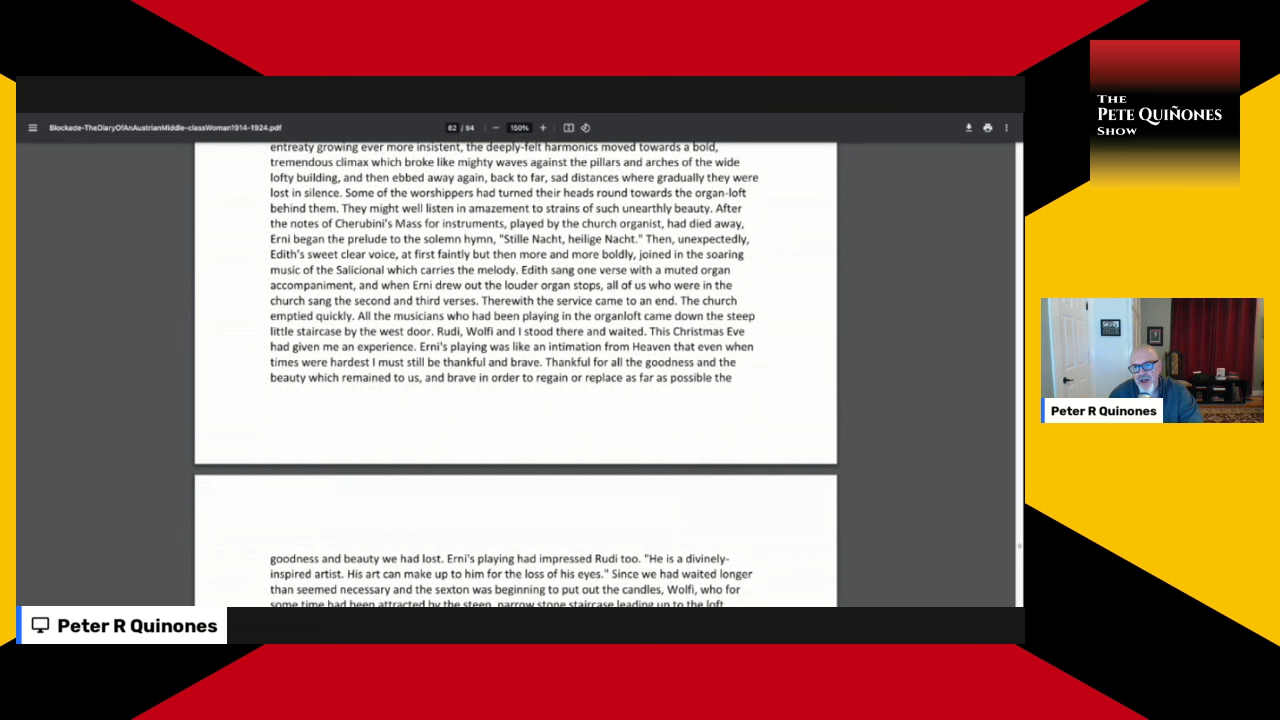 THE
PETE QUIÑONES
SHOW
Blockade-TheDiaryOfAnAustrianMiddle-classWoman1914-1924.pdf
82 / 94
150%
entreaty growing ever more insistent, the deeply-felt harmonics moved towards a bold,
tremendous climax which broke like mighty waves against the pillars and arches of the wide
lofty building, and then ebbed away again, back to far, sad distances where gradually they were
lost in silence. Some of the worshippers had turned their heads round towards the organ-loft
behind them. They might well listen in amazement to strains of such unearthly beauty. After
the notes of Cherubini's Mass for instruments, played by the church organist, had died away,
Erni began the prelude to the solemn hymn, "Stille Nacht, heilige Nacht." Then, unexpectedly,
Edith's sweet clear voice, at first faintly but then more and more boldly, joined in the soaring
music of the Salicional which carries the melody. Edith sang one verse with a muted organ
accompaniment, and when Erni drew out the louder organ stops, all of us who were in the
church sang the second and third verses. Therewith the service came to an end. The church
emptied quickly. All the musicians who had been playing in the organloft came down the steep
little staircase by the west door. Rudi, Wolfi and I stood there and waited. This Christmas Eve
had given me an experience. Erni's playing was like an intimation from Heaven that even when
times were hardest I must still be thankful and brave. Thankful for all the goodness and the
beauty which remained to us, and brave in order to regain or replace as far as possible the
goodness and beauty we had lost. Erni's playing had impressed Rudi too. "He is a divinely-
inspired artist. His art can make up to him for the loss of his eyes." Since we had waited longer
than seemed necessary and the sexton was beginning to put out the candles, Wolfi, who for
some time had been attracted by the steep, narrow stone staircase leading up to the loft,
Peter R Quinones
Peter R Quinones